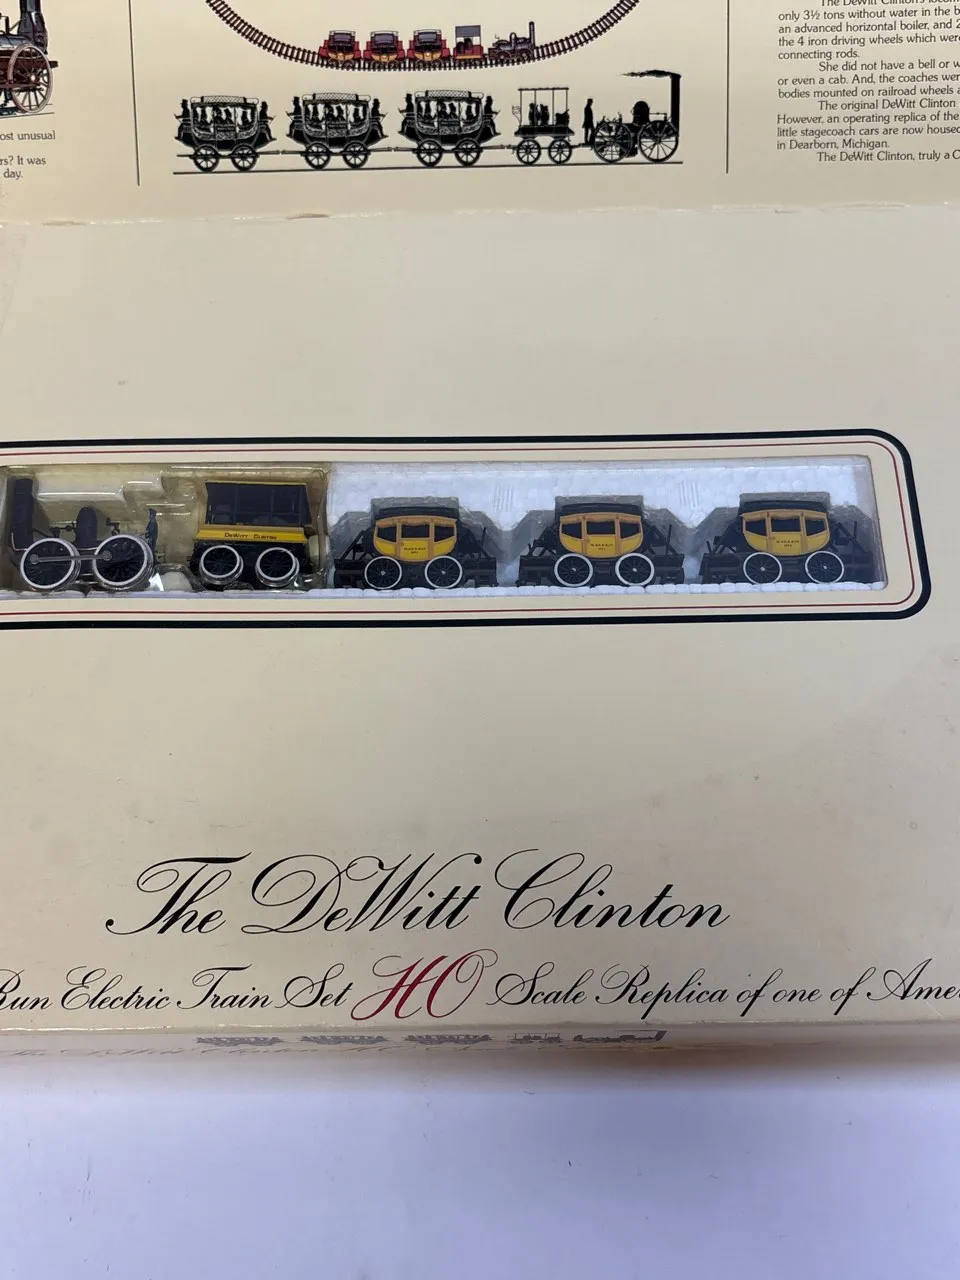 ost unusual
rs? It was
day.
The DeWitt Clinton's locom
only 3½ tons without water in the b
an advanced horizontal boiler, and 2
the 4 iron driving wheels which were
connecting rods.
She did not have a bell or w
or even a cab. And, the coaches were
bodies mounted on railroad wheels a
The original DeWitt Clinton
However, an operating replica of the
little stagecoach cars are now housed
in Dearborn, Michigan.
The DeWitt Clinton, truly a C
DeWitt Clinton
The DeWitt Clinton
Run Electric Train Set HO Scale Replica of one of Amer